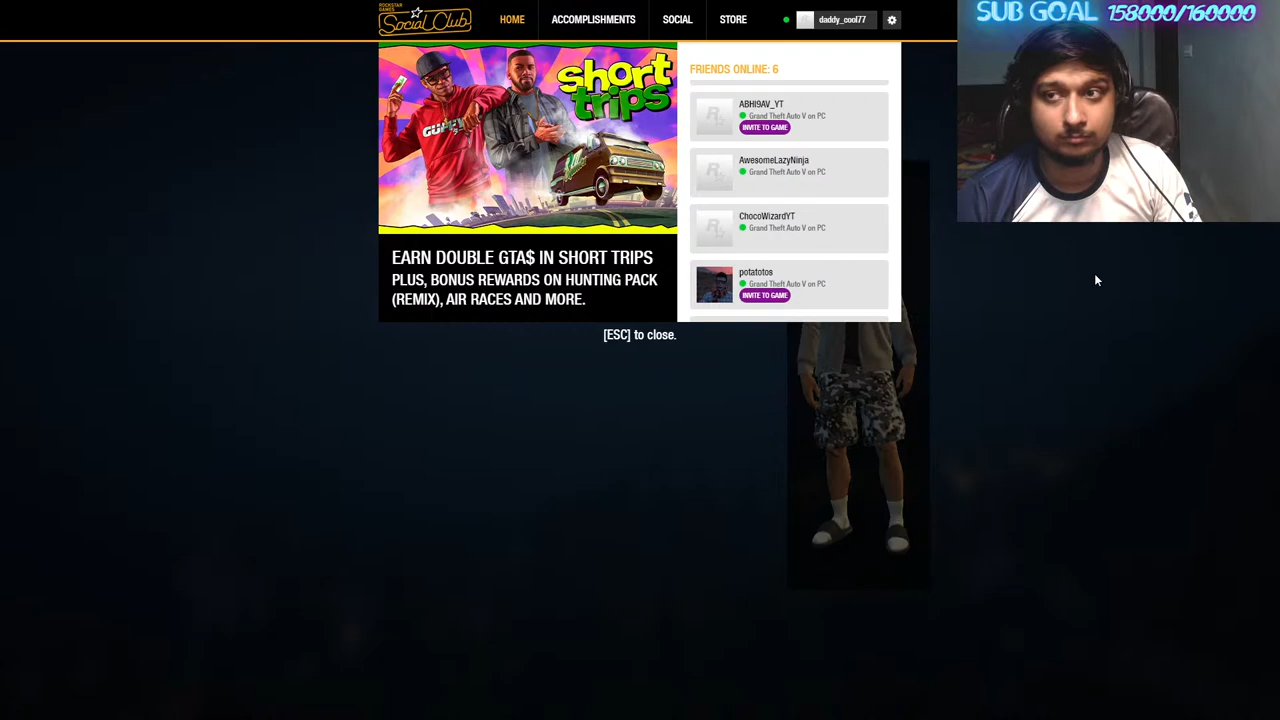 ROCKSTAR
GAMES
Social Club
HOME
ACCOMPLISHMENTS
SOCIAL
STORE
daddy_cool77
SUB GOAL 158000/160000
short
trips
EARN DOUBLE GTA$ IN SHORT TRIPS
PLUS, BONUS REWARDS ON HUNTING PACK
(REMIX), AIR RACES AND MORE.
FRIENDS ONLINE: 6
ABHI9AV_YT
Grand Theft Auto V on PC
INVITE TO GAME
AwesomeLazyNinja
Grand Theft Auto V on PC
ChocoWizardYT
Grand Theft Auto V on PC
potatotos
Grand Theft Auto V on PC
INVITE TO GAME
[ESC] to close.